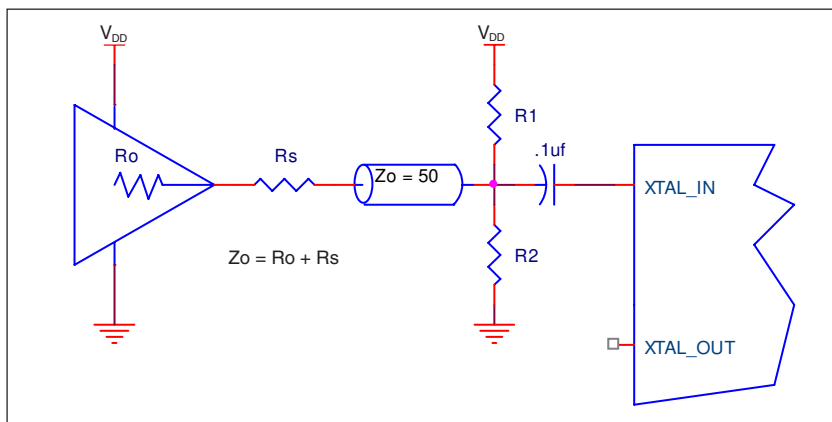 VDD
VDD
R1
Ro
Rs
Zo = 50
.1uf
XTAL_IN
Zo = Ro + Rs
R2
XTAL_OUT